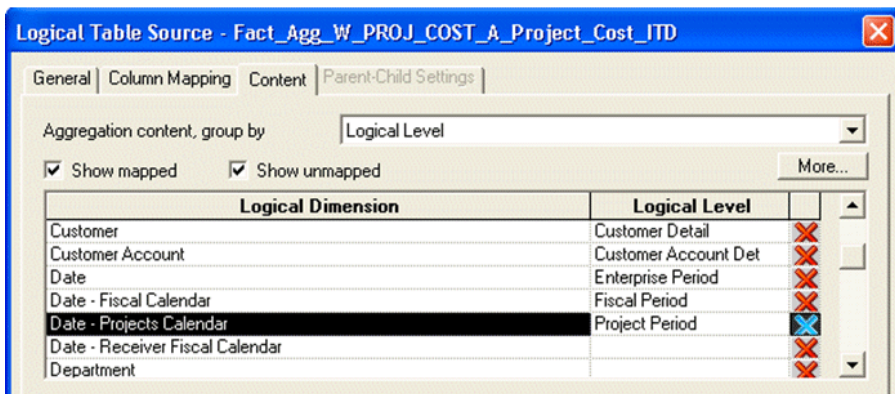 Logical Table Source - Fact_Agg_W_PROJ_COST_A_Project_Cost_ITD
General Column Mapping Content Parent-Child Settings
Aggregation content, group by Logical Level
Show mapped Show unmapped More...
Logical Dimension Logical Level
Customer Customer Detail
Customer Account Customer Account Det
Date Enterprise Period
Date - Fiscal Calendar Fiscal Period
Date - Projects Calendar Project Period
Date - Receiver Fiscal Calendar
Department